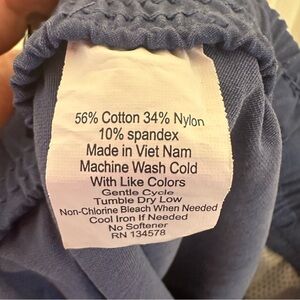 56% Cotton 34% Nylon
10% spandex
Made in Viet Nam
Machine Wash Cold
With Like Colors
Gentle Cycle
Tumble Dry Low
Non-Chlorine Bleach When Needed
Cool Iron If Needed
No Softener
RN 134578